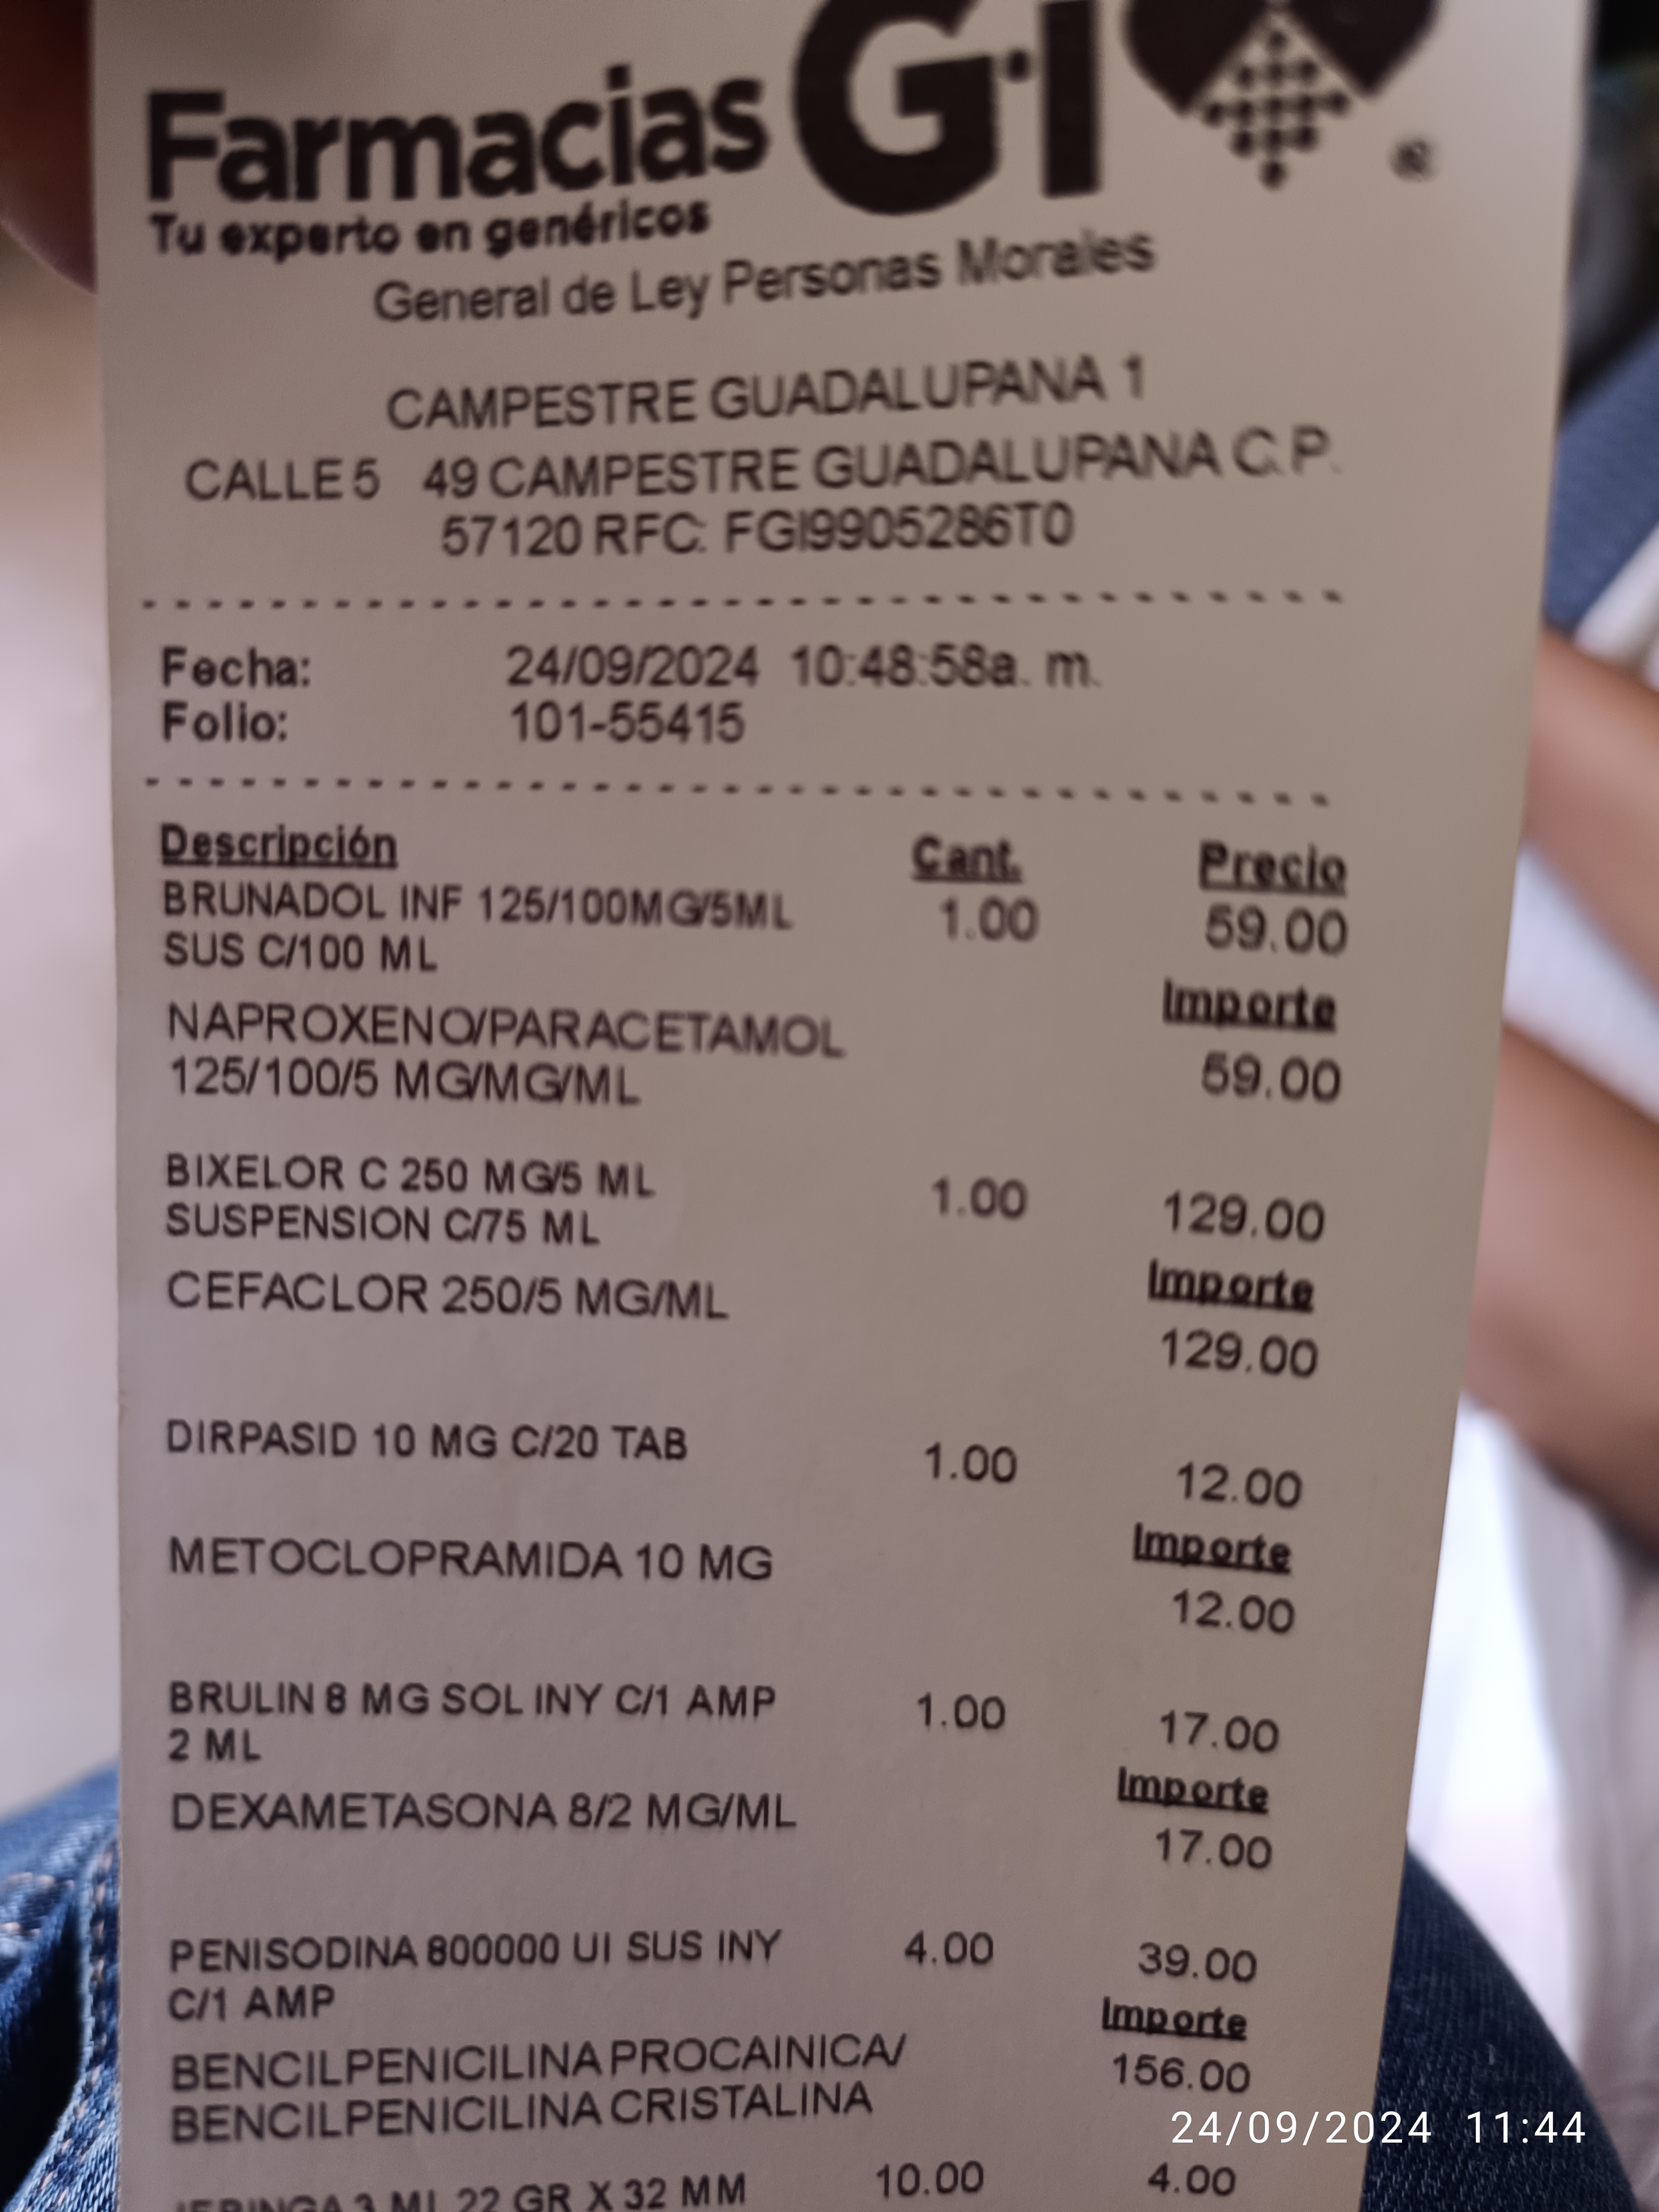 Farmacias G·I
Tu experto en genéricos
General de Ley Personas Morales
CAMPESTRE GUADALUPANA 1
CALLE 5 49 CAMPESTRE GUADALUPANA C.P.
57120 RFC: FGI9905286T0
Fecha: 24/09/2024 10:48:58a. m.
Folio: 101-55415
Descripción Cant. Precio
BRUNADOL INF 125/100MG/5ML 1.00 59.00
SUS C/100 ML
Importe
NAPROXENO/PARACETAMOL
125/100/5 MG/MG/ML 59.00
BIXELOR C 250 MG/5 ML 1.00 129.00
SUSPENSION C/75 ML
Importe
CEFACLOR 250/5 MG/ML
129.00
DIRPASID 10 MG C/20 TAB 1.00 12.00
Importe
METOCLOPRAMIDA 10 MG
12.00
BRULIN 8 MG SOL INY C/1 AMP 1.00 17.00
2 ML
Importe
DEXAMETASONA 8/2 MG/ML
17.00
PENISODINA 800000 UI SUS INY 4.00 39.00
C/1 AMP
Importe
BENCILPENICILINA PROCAINICA/ 156.00
BENCILPENICILINA CRISTALINA
JERINGA 3 ML 22 GR X 32 MM 10.00 4.00
24/09/2024 11:44